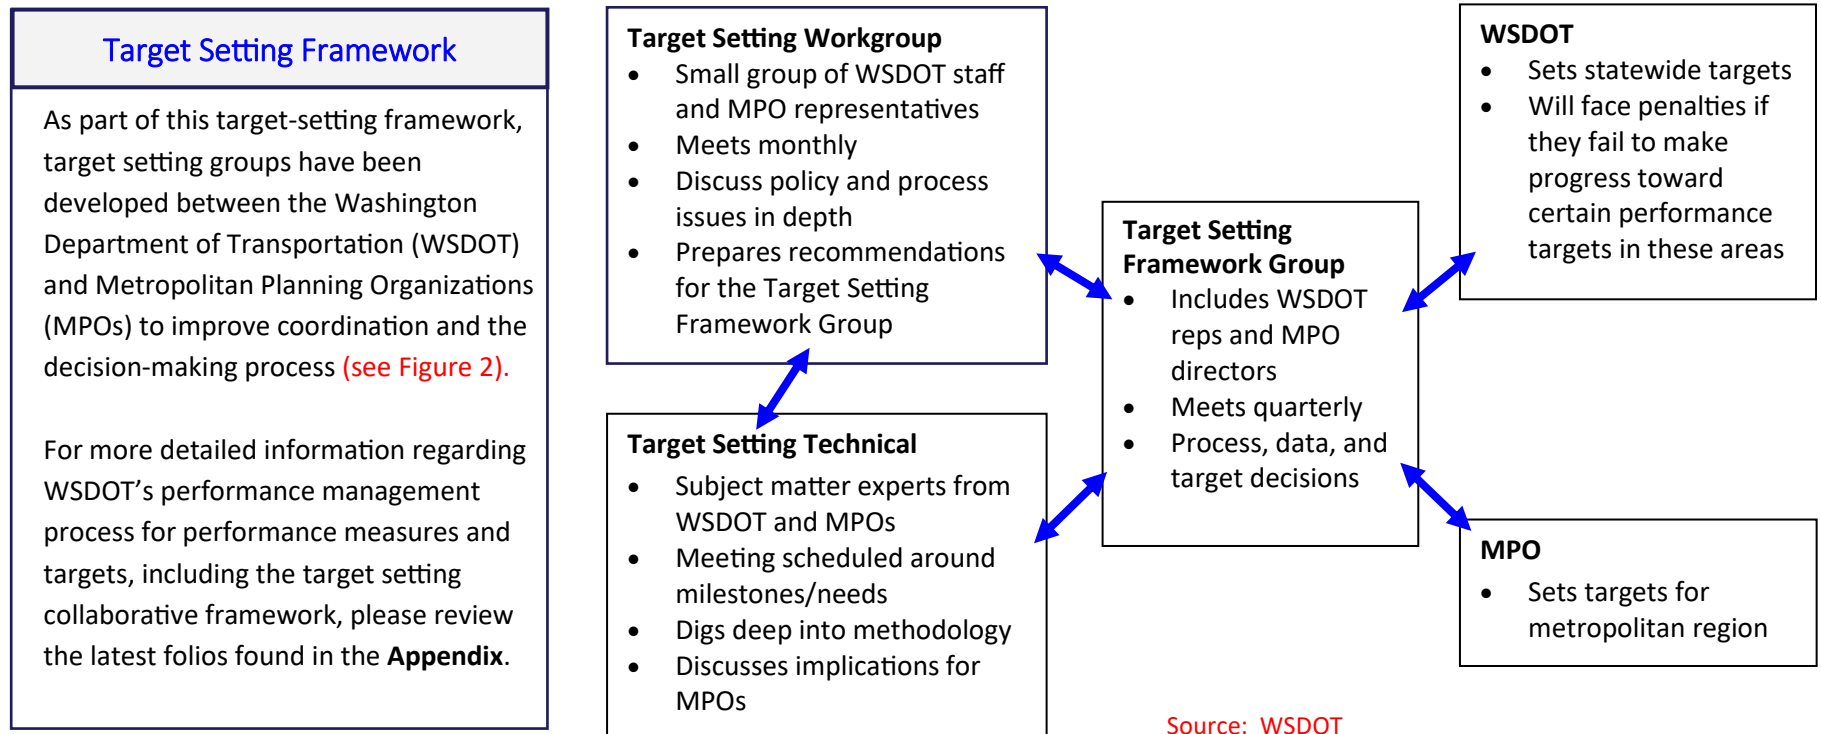 Target Setting Framework
As part of this target-setting framework,
target setting groups have been
developed between the Washington
Department of Transportation (WSDOT)
and Metropolitan Planning Organizations
(MPOs) to improve coordination and the
decision-making process (see Figure 2).
For more detailed information regarding
WSDOT’s performance management
process for performance measures and
targets, including the target setting
collaborative framework, please review
the latest folios found in the Appendix.
Target Setting Workgroup
• Small group of WSDOT staff
and MPO representatives
• Meets monthly
• Discuss policy and process
issues in depth
• Prepares recommendations
for the Target Setting
Framework Group
Target Setting Technical
• Subject matter experts from
WSDOT and MPOs
• Meeting scheduled around
milestones/needs
• Digs deep into methodology
• Discusses implications for
MPOs
Target Setting
Framework Group
• Includes WSDOT
reps and MPO
directors
• Meets quarterly
• Process, data, and
target decisions
WSDOT
• Sets statewide targets
• Will face penalties if
they fail to make
progress toward
certain performance
targets in these areas
MPO
• Sets targets for
metropolitan region
Source: WSDOT